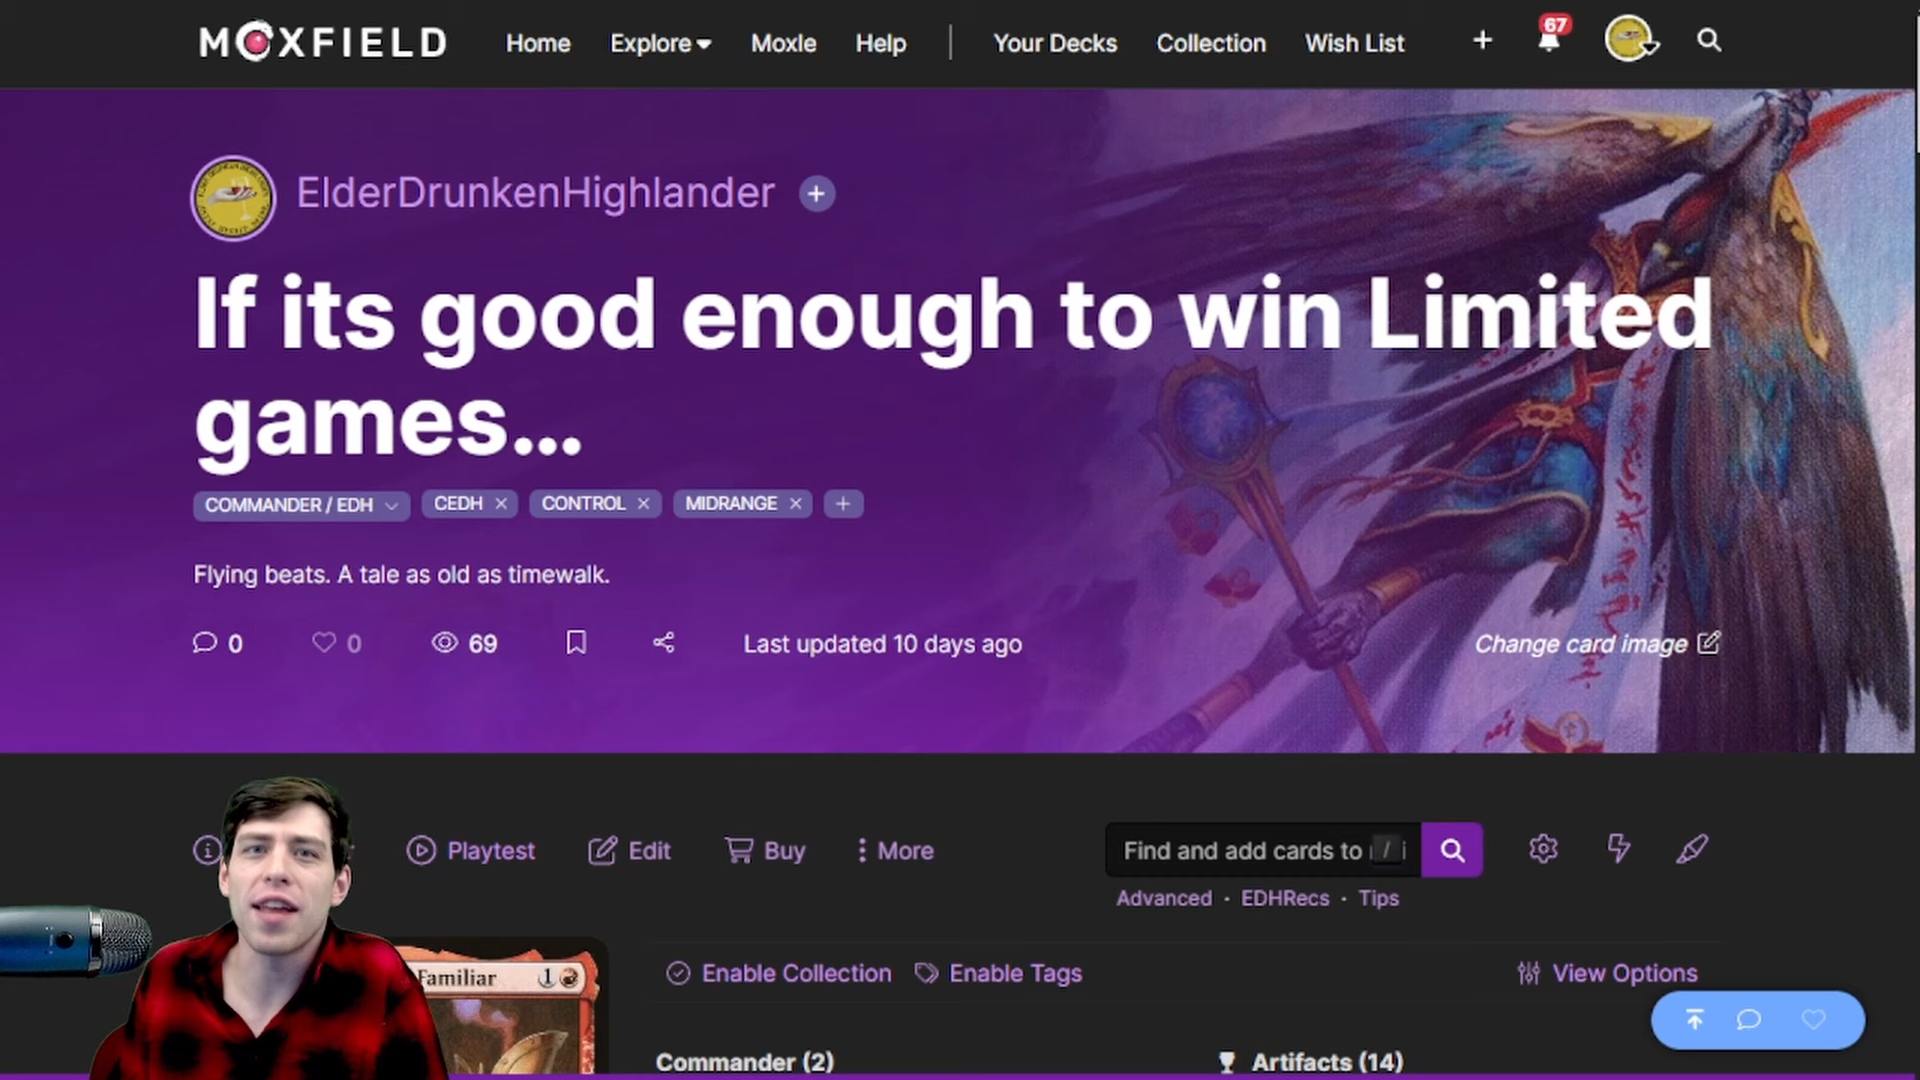 MOXFIELD Home Explore Moxle Help Your Decks Collection Wish List 67
ElderDrunkenHighlander
If its good enough to win Limited
games...
COMMANDER / EDH CEDH CONTROL MIDRANGE
Flying beats. A tale as old as timewalk.
0 0 69 Last updated 10 days ago Change card image
Playtest Edit Buy More Find and add cards to /
Advanced · EDHRecs · Tips
Familiar 1
Enable Collection Enable Tags View Options
Commander (2) Artifacts (14)